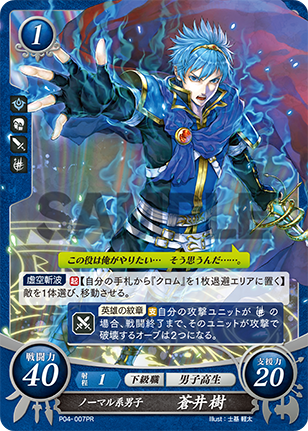 1
SAMPLE
この役は俺がやりたい… そう思うんだ……。
虚空斬波 起【自分の手札から『クロム』を1枚退避エリアに置く】
敵を1体選び、移動させる。
英雄の紋章 支 自分の攻撃ユニットが
の場合、戦闘終了まで、そのユニットが攻撃で
破壊するオーブは2つになる。
戦闘力
40
射程 1 下級職 男子高生
支援力
20
ノーマル系男子 蒼井樹
P04-007PR
Illust:士基軽太